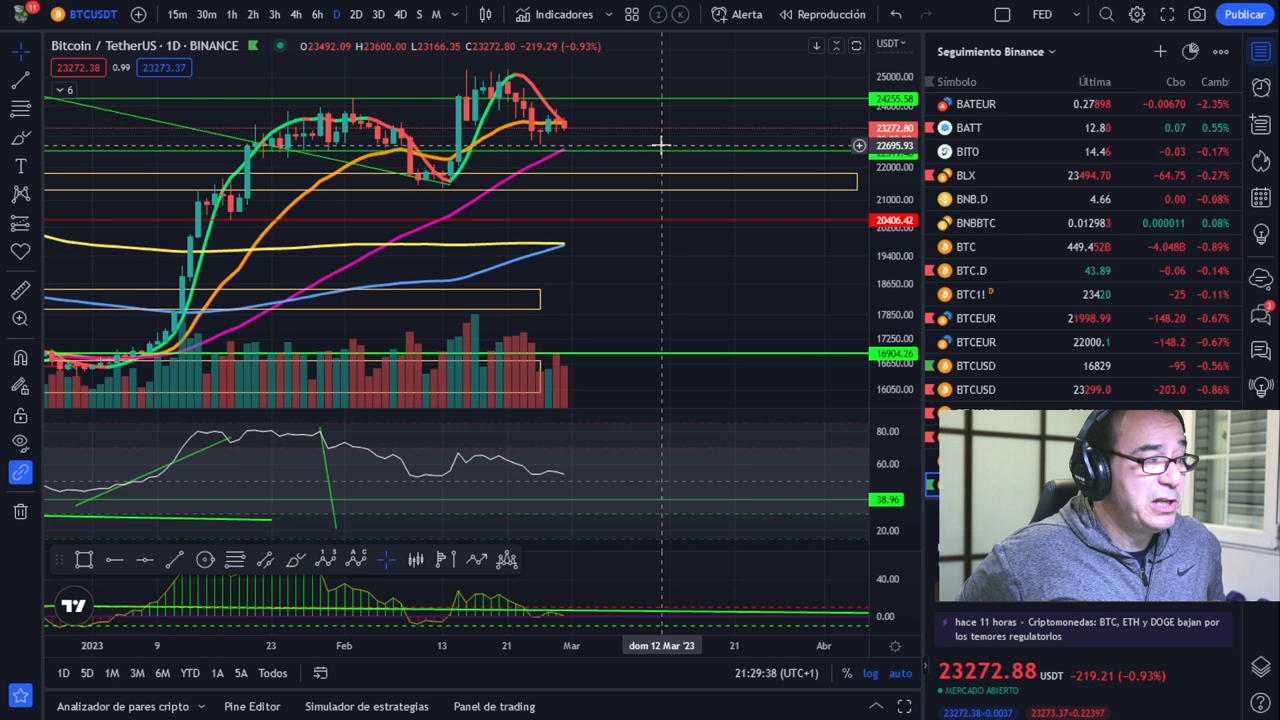 11
BTCUSDT
15m 30m 1h 2h 3h 4h 6h D 2D 3D 4D S M
Indicadores
2 K
Alerta
Reproducción
FED
Publicar
Bitcoin / TetherUS · 1D · BINANCE
O23492.09 H23600.00 L23166.35 C23272.80 −219.29 (−0.93%)
23272.38 0.99 23273.37
6
USDT
25000.00
24255.58
24000.00
23272.80
22695.93
22000.00
21000.00
20406.42
20200.00
19400.00
18650.00
17850.00
17250.00
16904.26
16650.00
16050.00
80.00
60.00
38.96
20.00
40.00
0.00
2023 9 23 Feb 13 21 Mar dom 12 Mar '23 21 Abr
1D 5D 1M 3M 6M YTD 1A 5A Todos
21:29:38 (UTC+1) % log auto
Analizador de pares cripto Pine Editor Simulador de estrategias Panel de trading
Seguimiento Binance
Símbolo Última Cbo Camb
BATEUR 0.27898 −0.00670 −2.35%
BATT 12.80 0.07 0.55%
BITO 14.46 −0.03 −0.17%
BLX 23494.70 −64.75 −0.27%
BNB.D 4.66 0.00 −0.08%
BNBBTC 0.012983 0.000011 0.08%
BTC 449.452B −4.048B −0.89%
BTC.D 43.89 −0.06 −0.14%
BTC1! D 23420 −25 −0.11%
BTCEUR 21998.99 −148.20 −0.67%
BTCEUR 22000.1 −148.2 −0.67%
BTCUSD 16829 −95 −0.56%
BTCUSD 23299.0 −203.0 −0.86%
3
hace 11 horas · Criptomonedas: BTC, ETH y DOGE bajan por
los temores regulatorios
23272.88 USDT −219.21 (−0.93%)
MERCADO ABIERTO
23272.38×0.0037 23273.37×0.22397